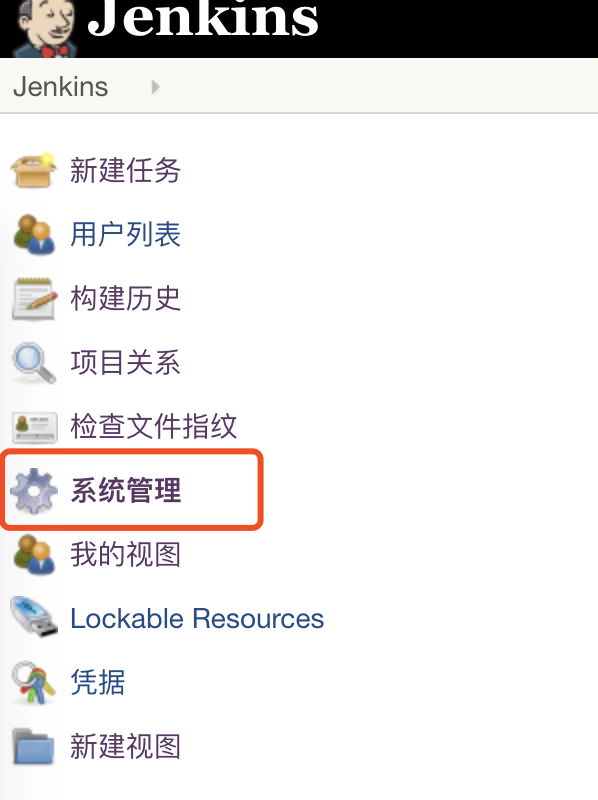 Jenkins
Jenkins
新建任务
用户列表
构建历史
项目关系
检查文件指纹
系统管理
我的视图
Lockable Resources
凭据
新建视图